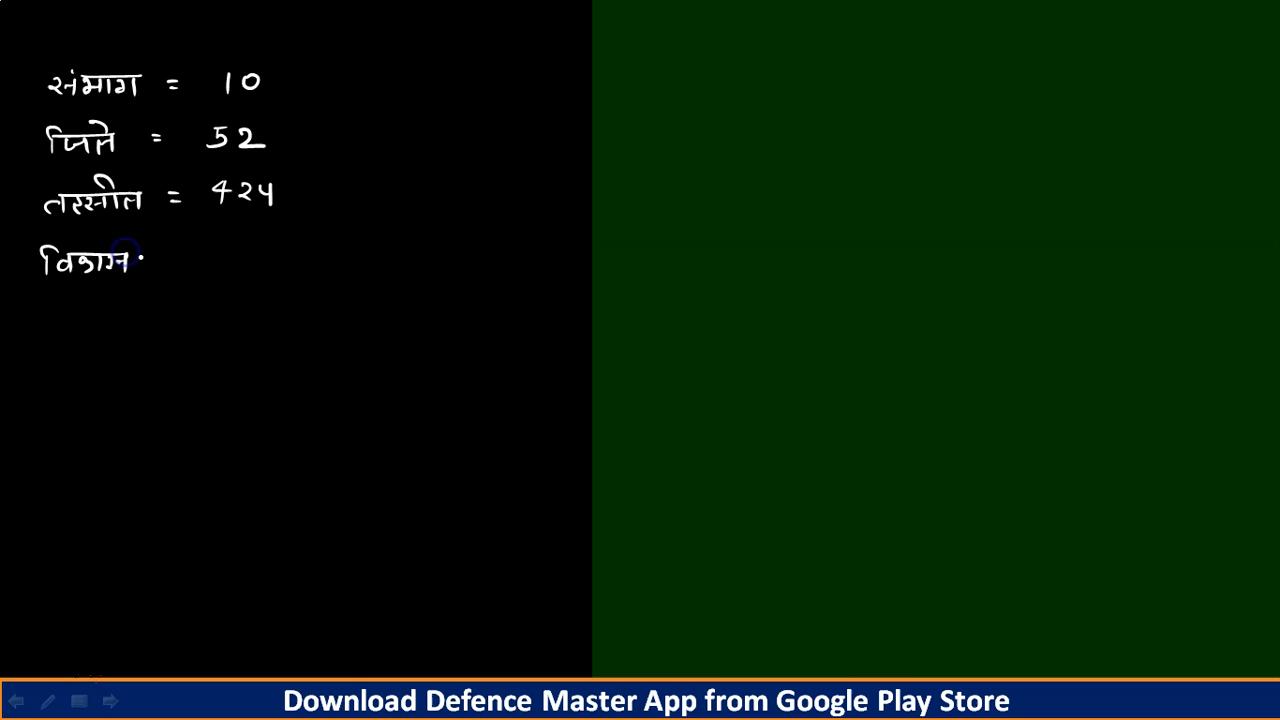 संभाग = 10
जिले = 52
तहसील = 424
विकास
Download Defence Master App from Google Play Store